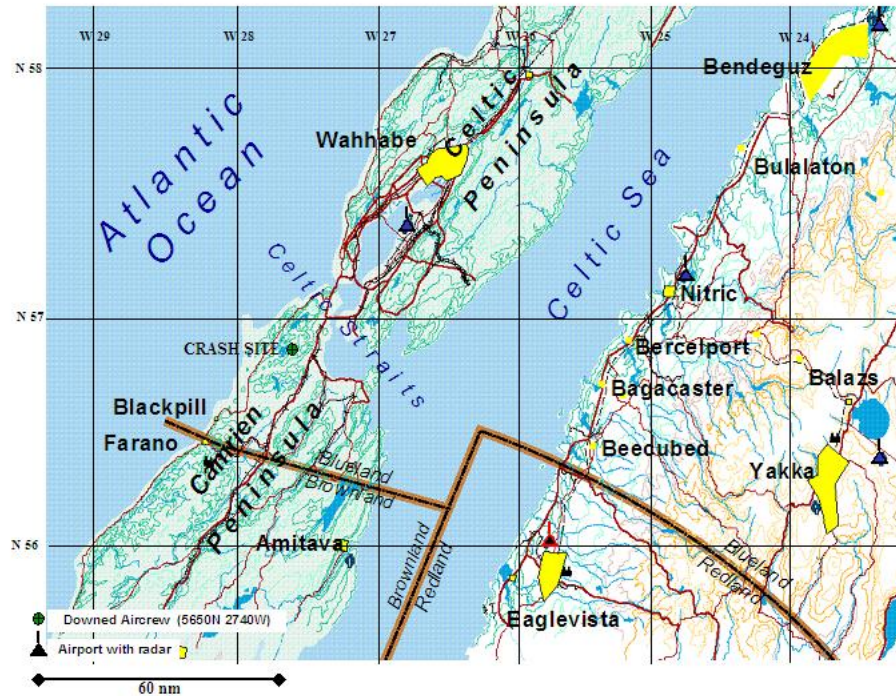 W 29
W 28
W 27
W 26
W 25
W 24
N 58
Bendeguz
Celtic
Peninsula
Wahhabe
Atlantic
Ocean
Bulalaton
Celtic Sea
Celtic Straits
Nitric
N 57
CRASH SITE
Bercelport
Balazs
Bagacaster
Blackpill
Farano
Camrien
Peninsula
Beecubed
Blueland
Brownland
Yakka
N 56
Amitava
Brownland
Redland
Blueland
Redland
Eaglevista
Downed Aircrew (5650N 2740W)
Airport with radar
60 nm